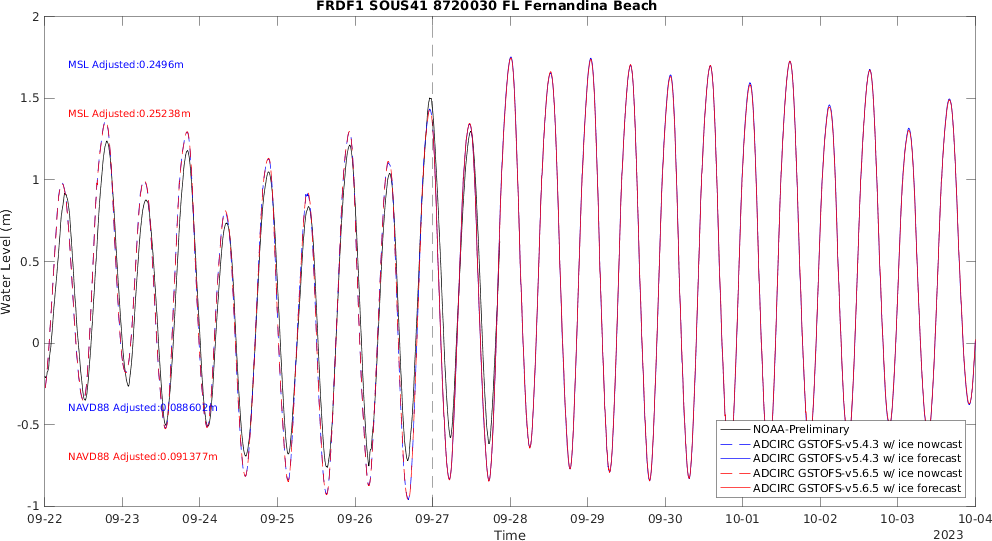 FRDF1 SOUS41 8720030 FL Fernandina Beach
Water Level (m)
2
1.5
1
0.5
0
-0.5
-1
MSL Adjusted:0.2496m
MSL Adjusted:0.25238m
NAVD88 Adjusted:0.088602m
NAVD88 Adjusted:0.091377m
NOAA-Preliminary
ADCIRC GSTOFS-v5.4.3 w/ ice nowcast
ADCIRC GSTOFS-v5.4.3 w/ ice forecast
ADCIRC GSTOFS-v5.6.5 w/ ice nowcast
ADCIRC GSTOFS-v5.6.5 w/ ice forecast
09-22 09-23 09-24 09-25 09-26 09-27 09-28 09-29 09-30 10-01 10-02 10-03 10-04
Time
2023